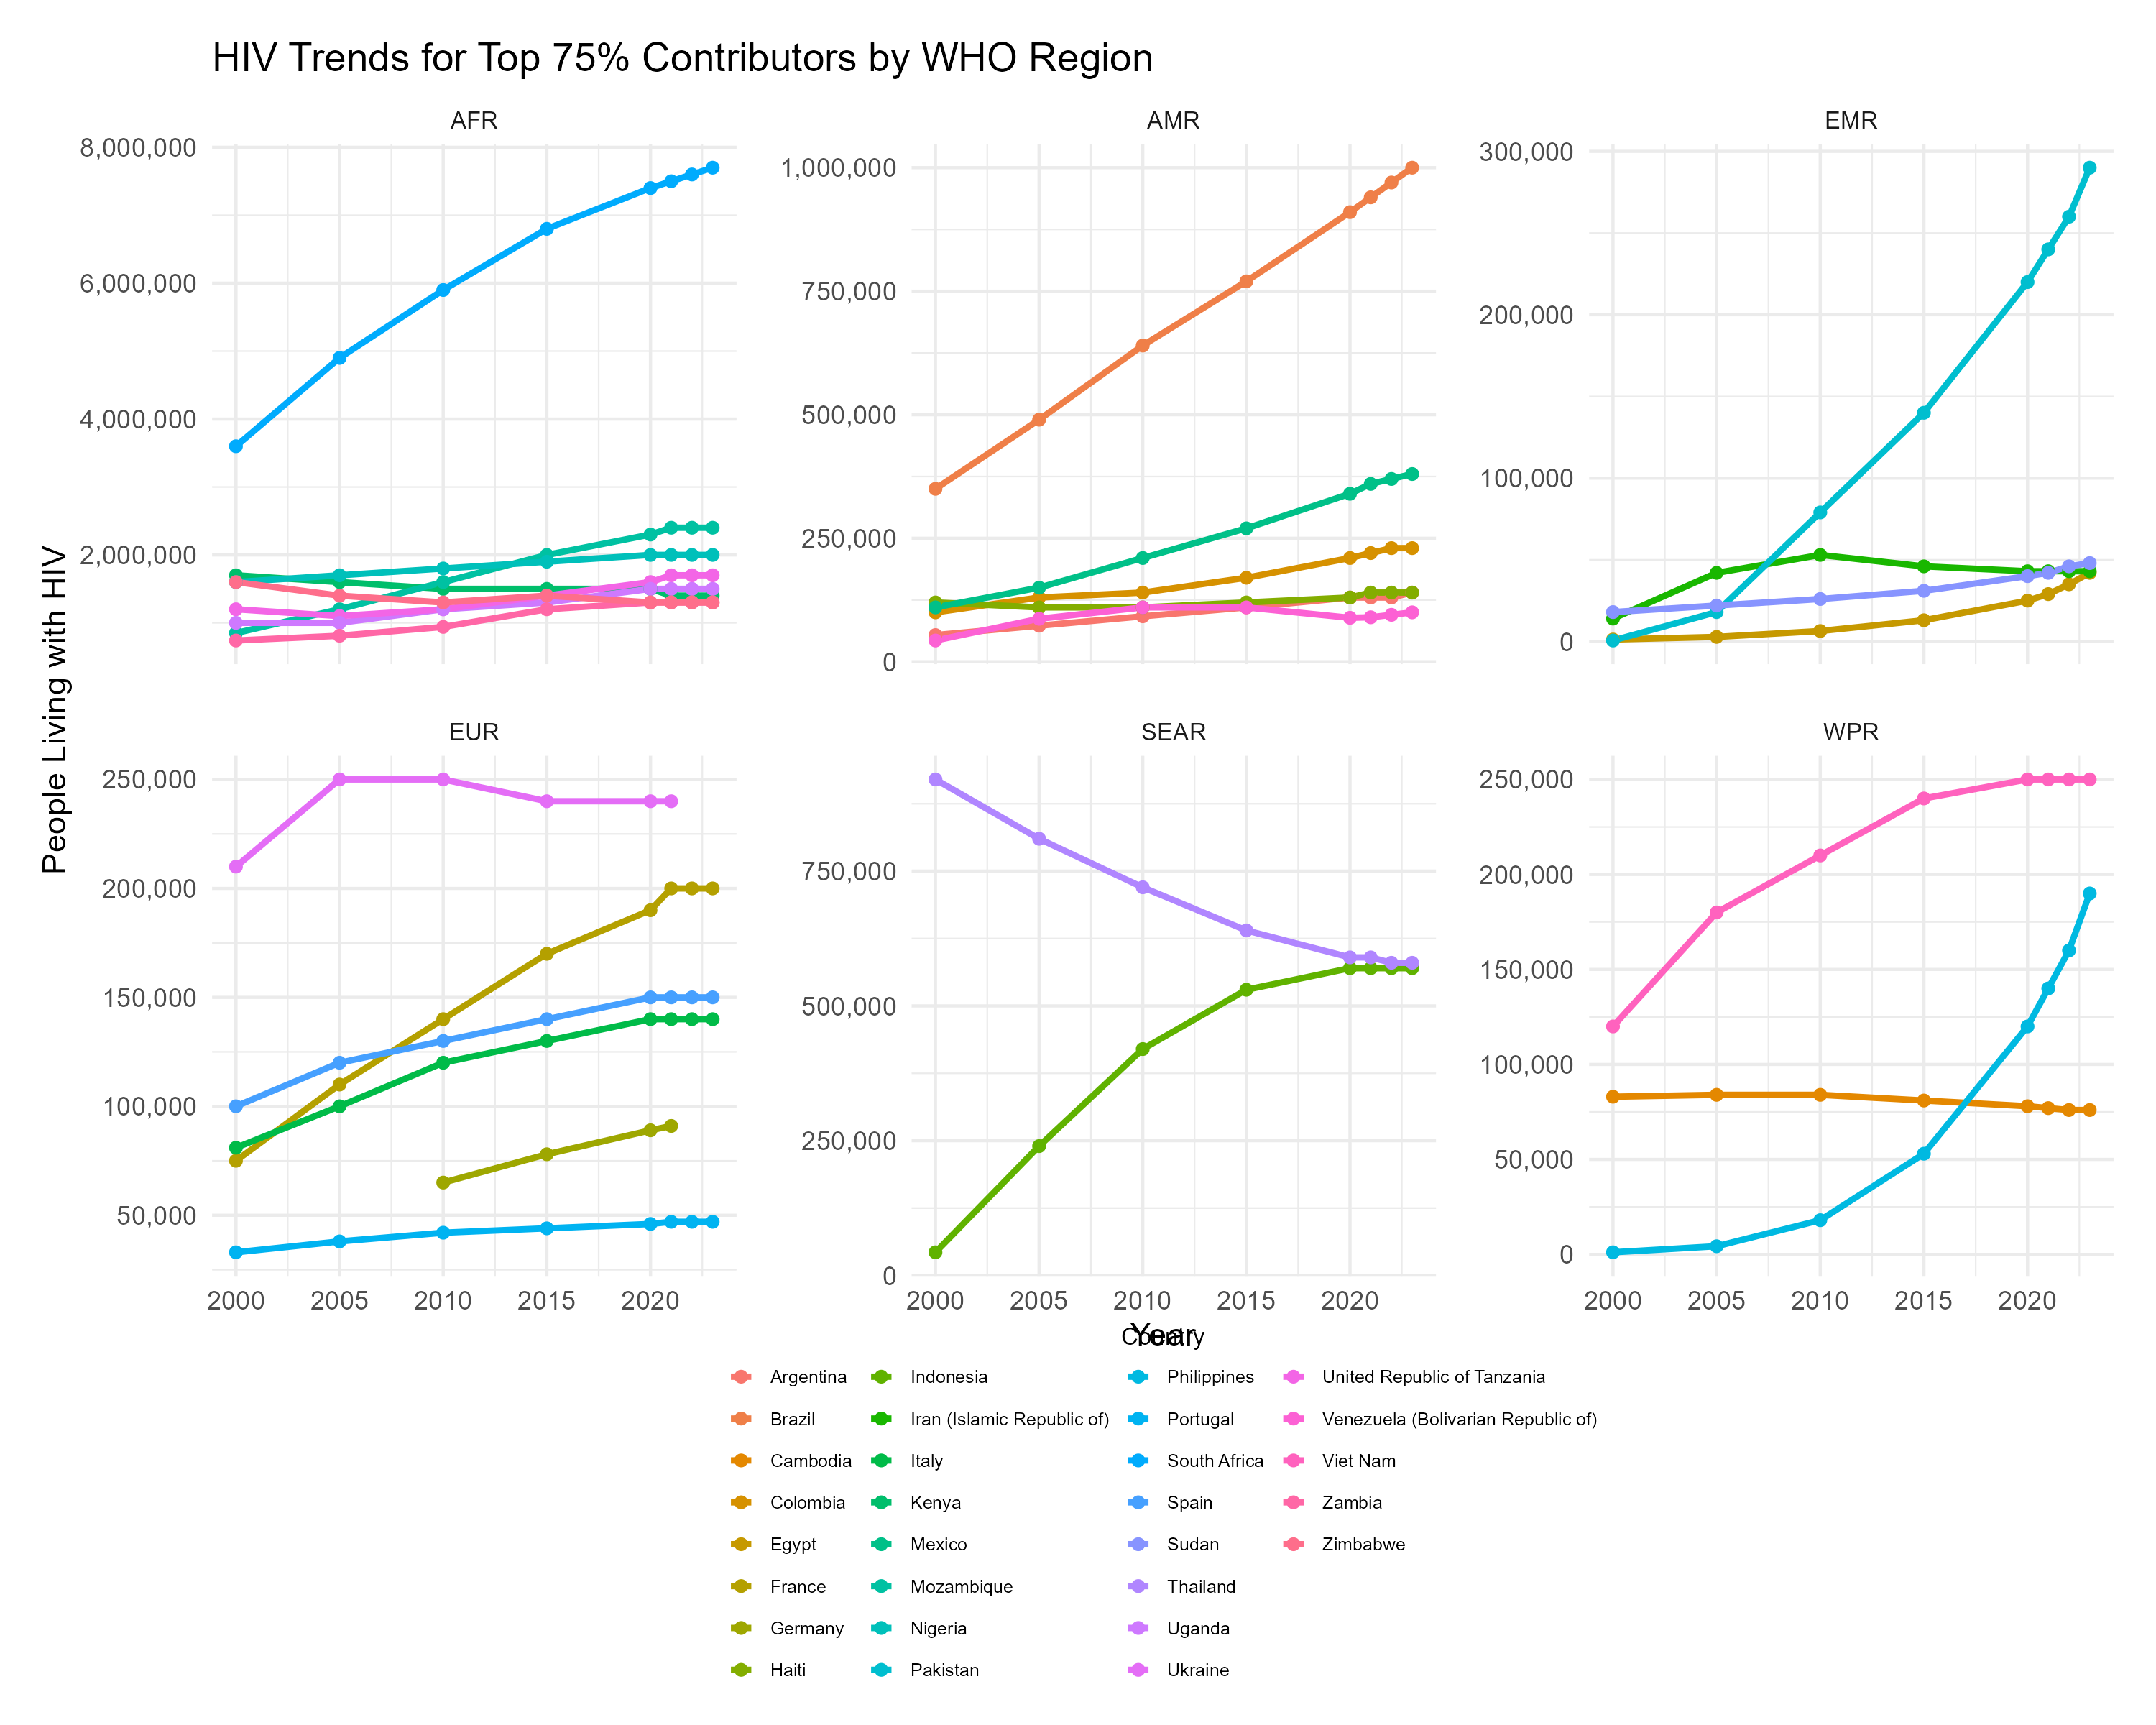 HIV Trends for Top 75% Contributors by WHO Region
AFR
AMR
EMR
8,000,000
6,000,000
4,000,000
2,000,000
1,000,000
750,000
500,000
250,000
0
300,000
200,000
100,000
0
People Living with HIV
EUR
SEAR
WPR
250,000
200,000
150,000
100,000
50,000
750,000
500,000
250,000
0
250,000
200,000
150,000
100,000
50,000
0
2000 2005 2010 2015 2020
2000 2005 2010 2015 2020
2000 2005 2010 2015 2020
Year
Country
Argentina
Brazil
Cambodia
Colombia
Egypt
France
Germany
Haiti
Indonesia
Iran (Islamic Republic of)
Italy
Kenya
Mexico
Mozambique
Nigeria
Pakistan
Philippines
Portugal
South Africa
Spain
Sudan
Thailand
Uganda
Ukraine
United Republic of Tanzania
Venezuela (Bolivarian Republic of)
Viet Nam
Zambia
Zimbabwe